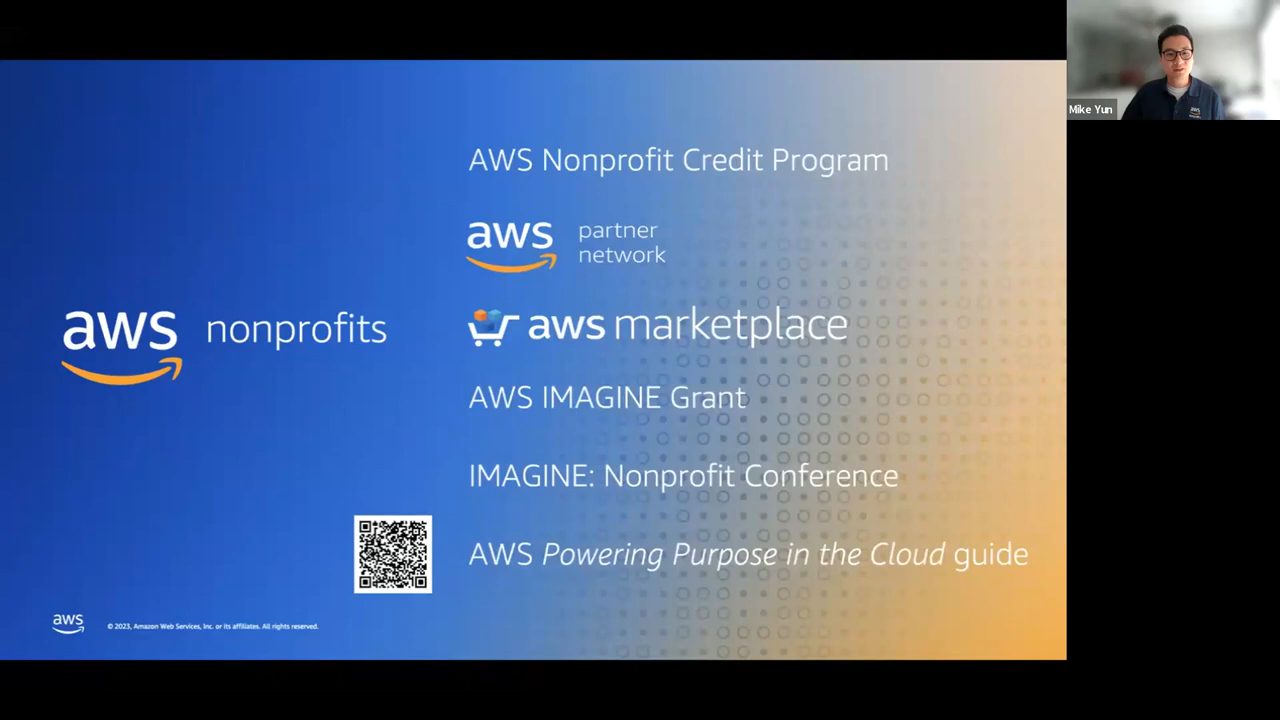 AWS Nonprofit Credit Program
aws partner
network
aws marketplace
aws nonprofits
AWS IMAGINE Grant
IMAGINE: Nonprofit Conference
AWS Powering Purpose in the Cloud guide
aws
© 2023, Amazon Web Services, Inc. or its affiliates. All rights reserved.
Mike Yun
aws